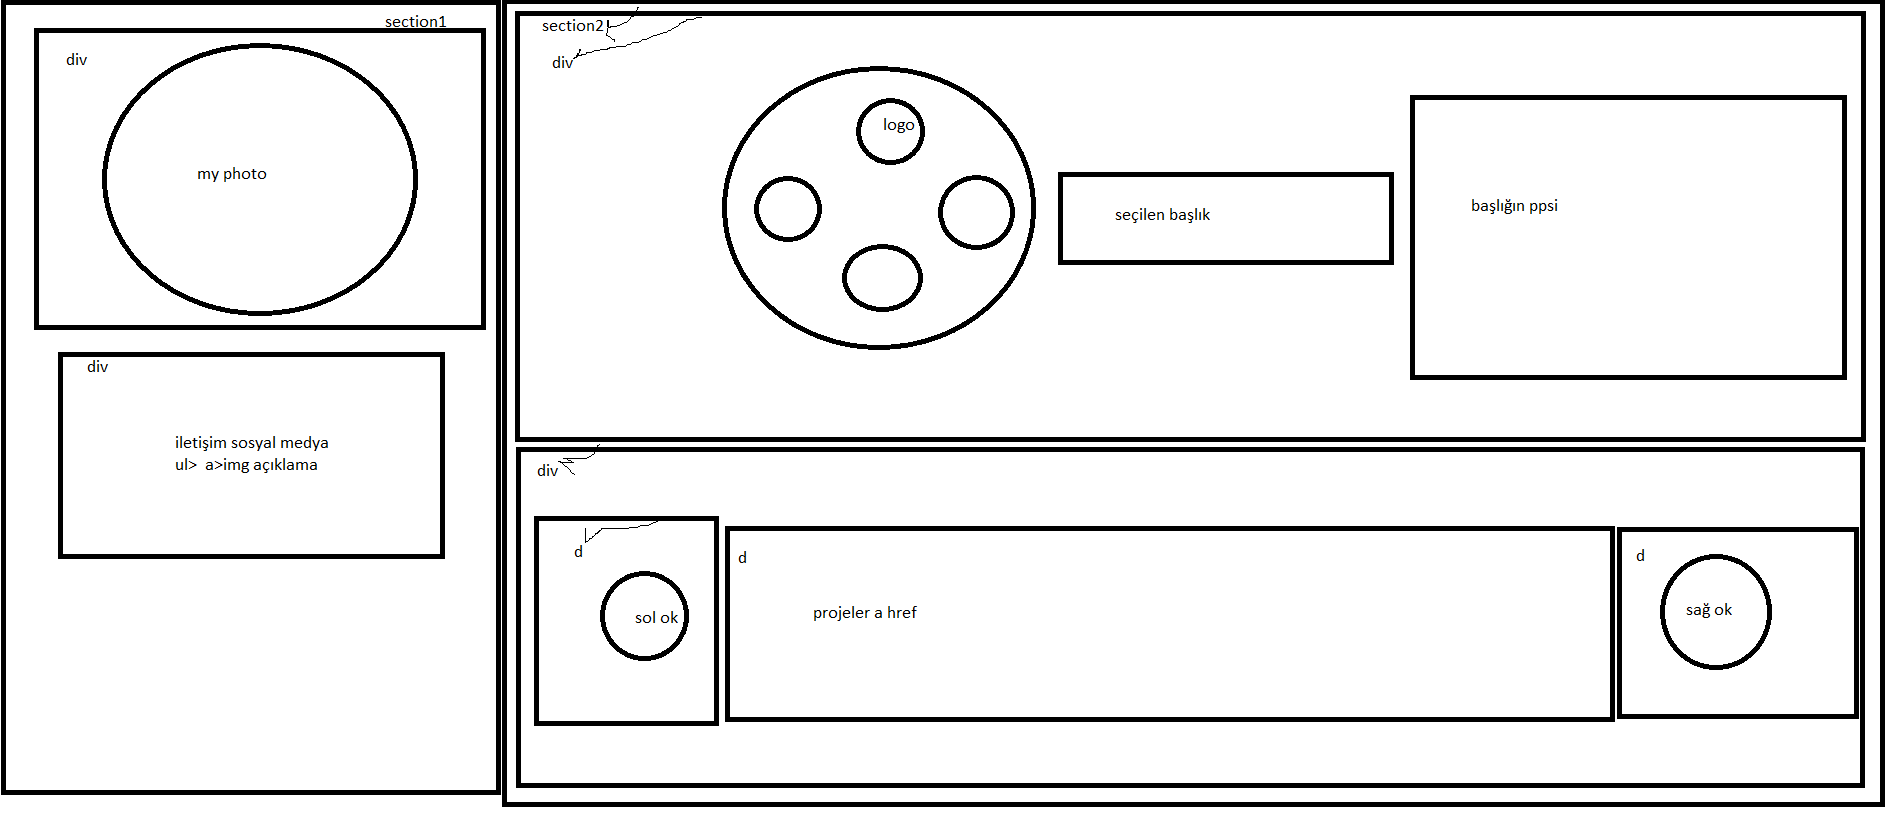 section1
div
my photo
div
iletişim sosyal medya
ul> a>img açıklama
section2
div
logo
seçilen başlık
başlığın ppsi
div
d
sol ok
d
projeler a href
d
sağ ok